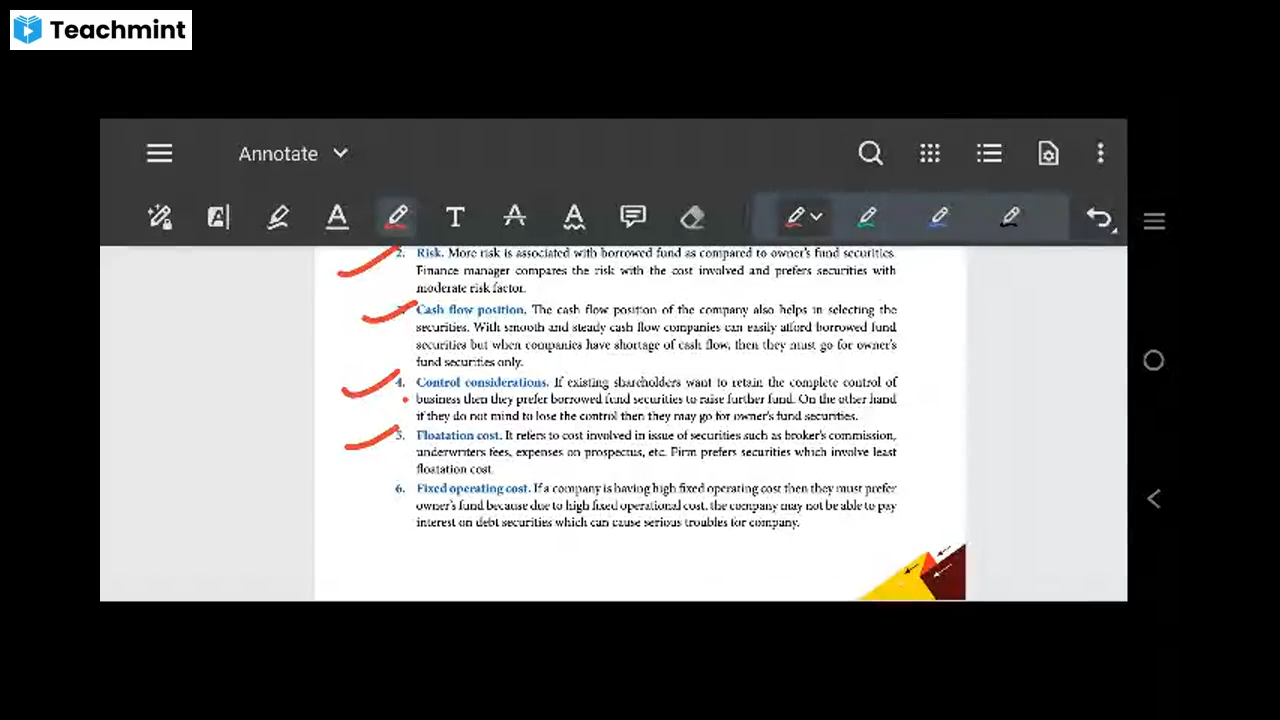 Teachmint
Annotate
2. Risk. More risk is associated with borrowed fund as compared to owner's fund securities.
Finance manager compares the risk with the cost involved and prefers securities with
moderate risk factor.
Cash flow position. The cash flow position of the company also helps in selecting the
securities. With smooth and steady cash flow companies can easily afford borrowed fund
securities but when companies have shortage of cash flow, then they must go for owner's
fund securities only.
4. Control considerations. If existing shareholders want to retain the complete control of
business then they prefer borrowed fund securities to raise further fund. On the other hand
if they do not mind to lose the control then they may go for owner's fund securities.
5. Floatation cost. It refers to cost involved in issue of securities such as broker's commission,
underwriters fees, expenses on prospectus, etc. Firm prefers securities which involve least
floatation cost.
6. Fixed operating cost. If a company is having high fixed operating cost then they must prefer
owner's fund because due to high fixed operational cost, the company may not be able to pay
interest on debt securities which can cause serious troubles for company.